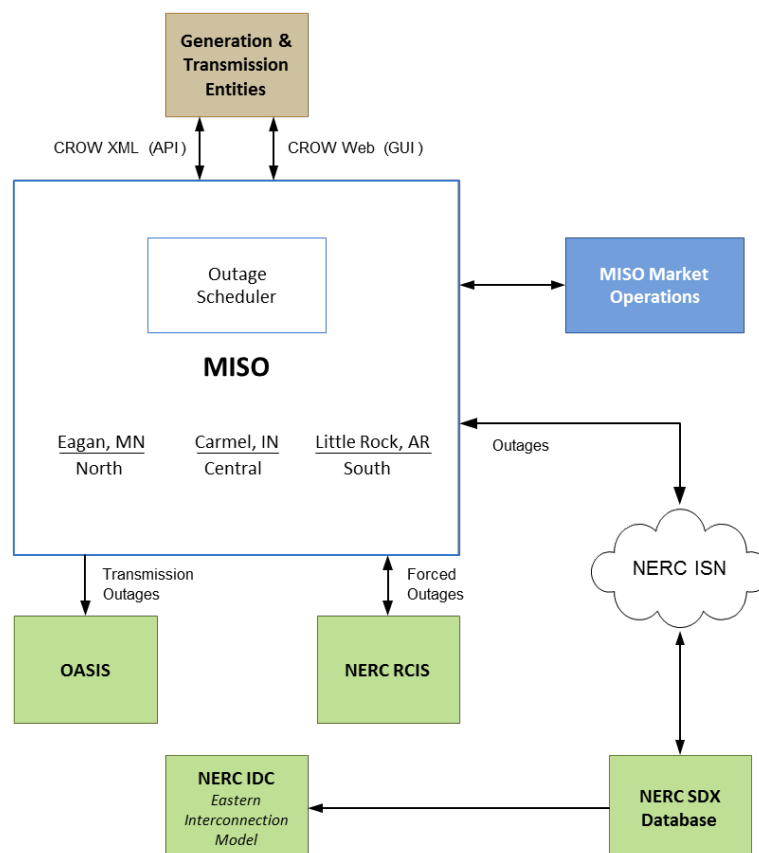 Generation &
Transmission
Entities
CROW XML (API)
CROW Web (GUI)
Outage
Scheduler
MISO Market
Operations
MISO
Eagan, MN
North
Carmel, IN
Central
Little Rock, AR
South
Outages
NERC ISN
Transmission
Outages
Forced
Outages
OASIS
NERC RCIS
NERC IDC
Eastern
Interconnection
Model
NERC SDX
Database